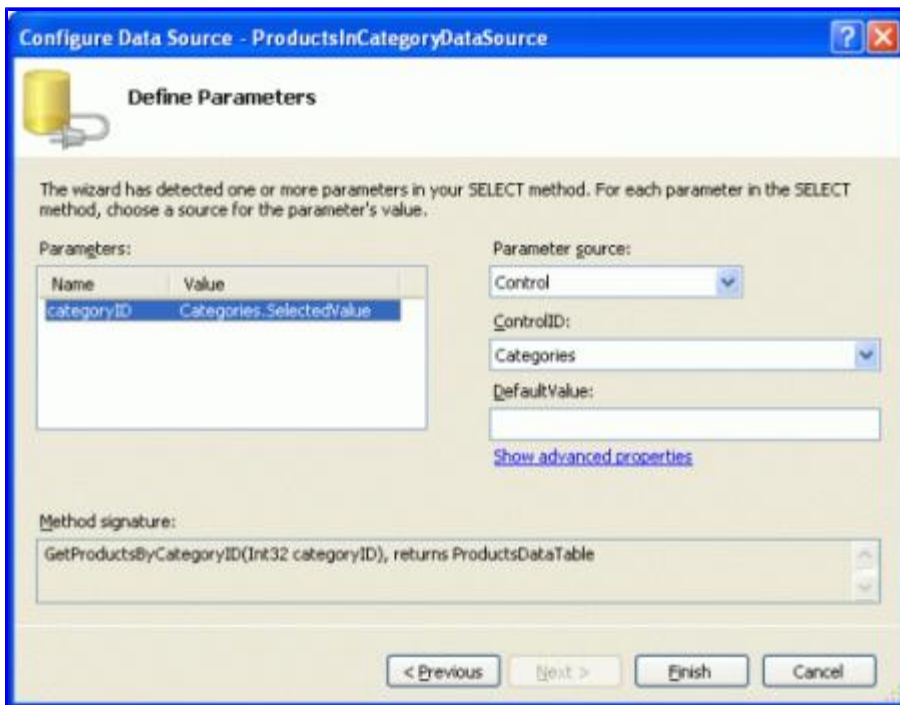 Configure Data Source - ProductsInCategoryDataSource
Define Parameters
The wizard has detected one or more parameters in your SELECT method. For each parameter in the SELECT
method, choose a source for the parameter's value.
Parameters:
Name Value
categoryID Categories.SelectedValue
Parameter source:
Control
ControlID:
Categories
DefaultValue:
Show advanced properties
Method signature:
GetProductsByCategoryID(Int32 categoryID), returns ProductsDataTable
< Previous Next > Finish Cancel